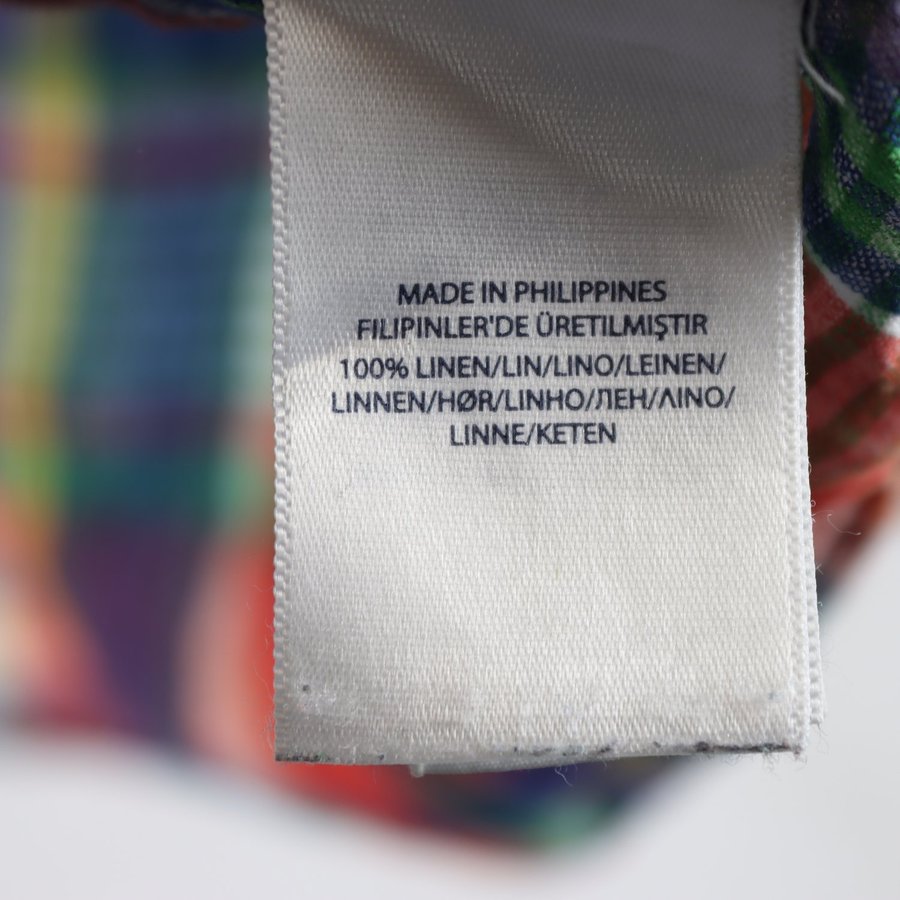 MADE IN PHILIPPINES
FILIPINLER'DE ÜRETILMIŞTIR
100% LINEN/LIN/LINO/LEINEN/
LINNEN/HØR/LINHO/ЛЕН/ΛΙΝΟ/
LINNE/KETEN